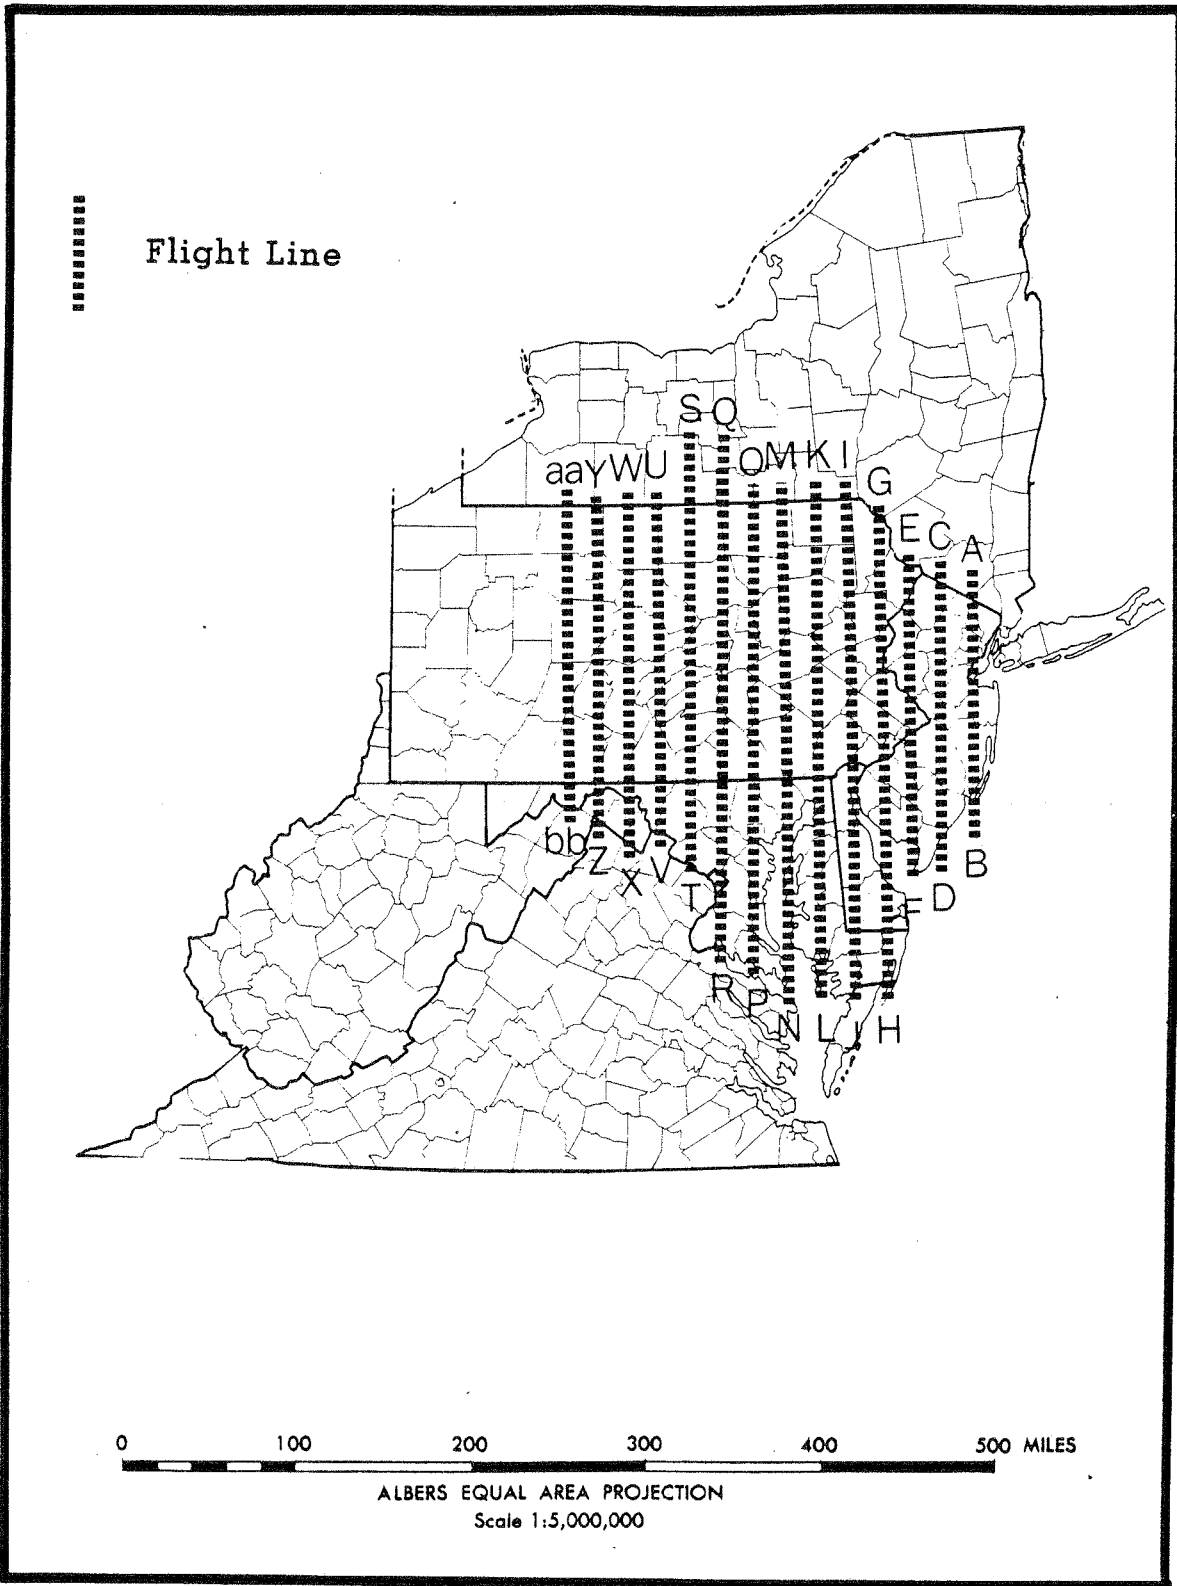 Flight Line
S Q
aa Y W U O M K I
G
E C A
bb Z X V T F D B
R P N L J H
0 100 200 300 400 500 MILES
ALBERS EQUAL AREA PROJECTION
Scale 1:5,000,000